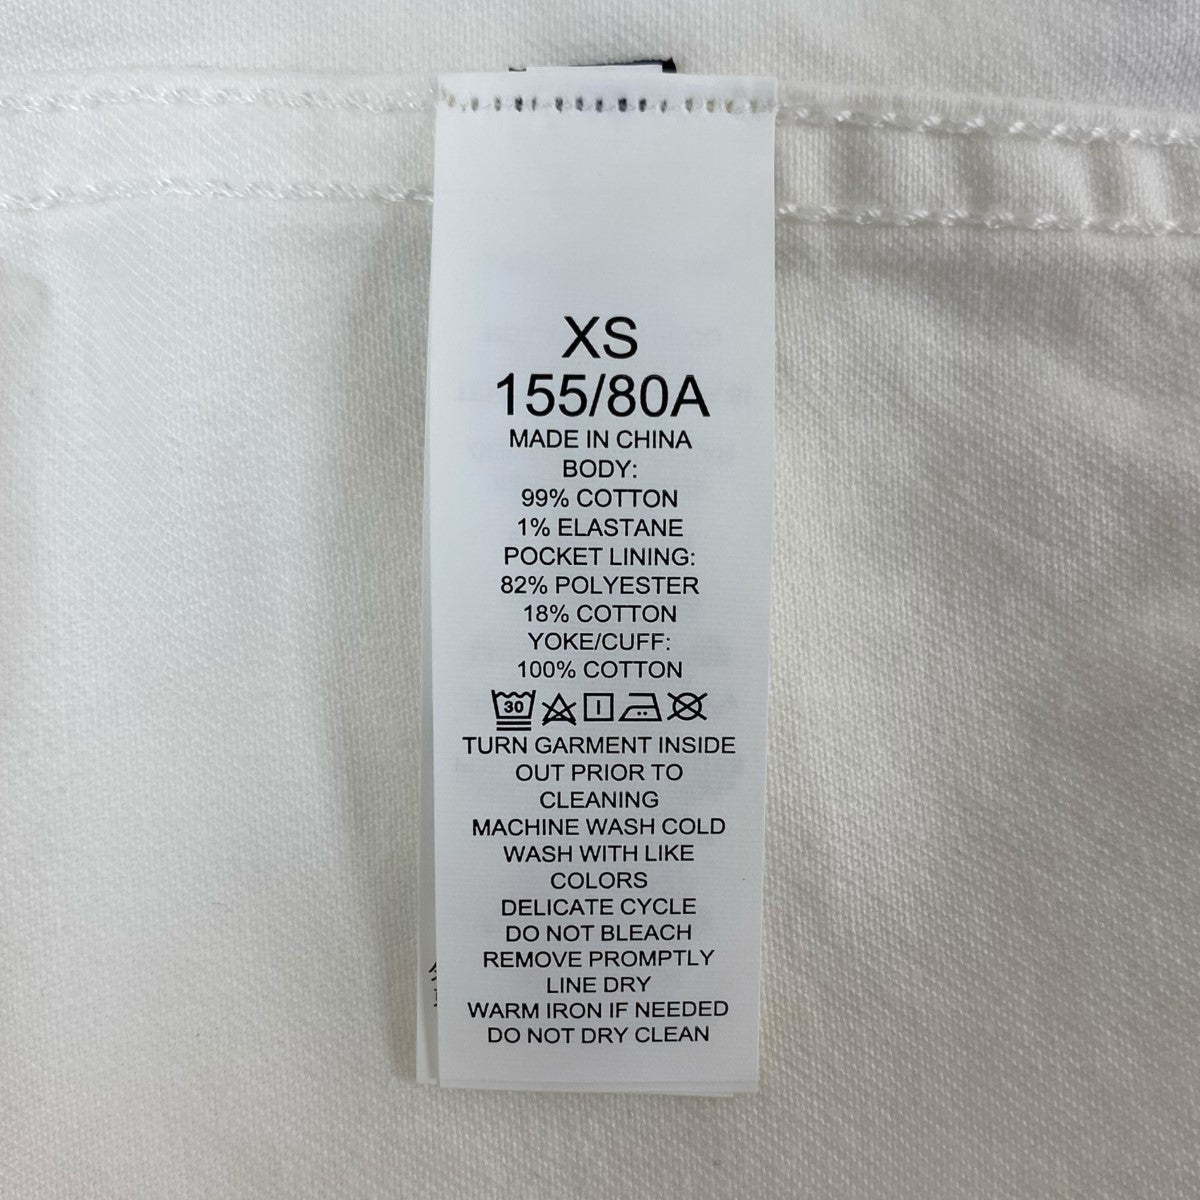 XS
155/80A
MADE IN CHINA
BODY:
99% COTTON
1% ELASTANE
POCKET LINING:
82% POLYESTER
18% COTTON
YOKE/CUFF:
100% COTTON
30
TURN GARMENT INSIDE
OUT PRIOR TO
CLEANING
MACHINE WASH COLD
WASH WITH LIKE
COLORS
DELICATE CYCLE
DO NOT BLEACH
REMOVE PROMPTLY
LINE DRY
WARM IRON IF NEEDED
DO NOT DRY CLEAN